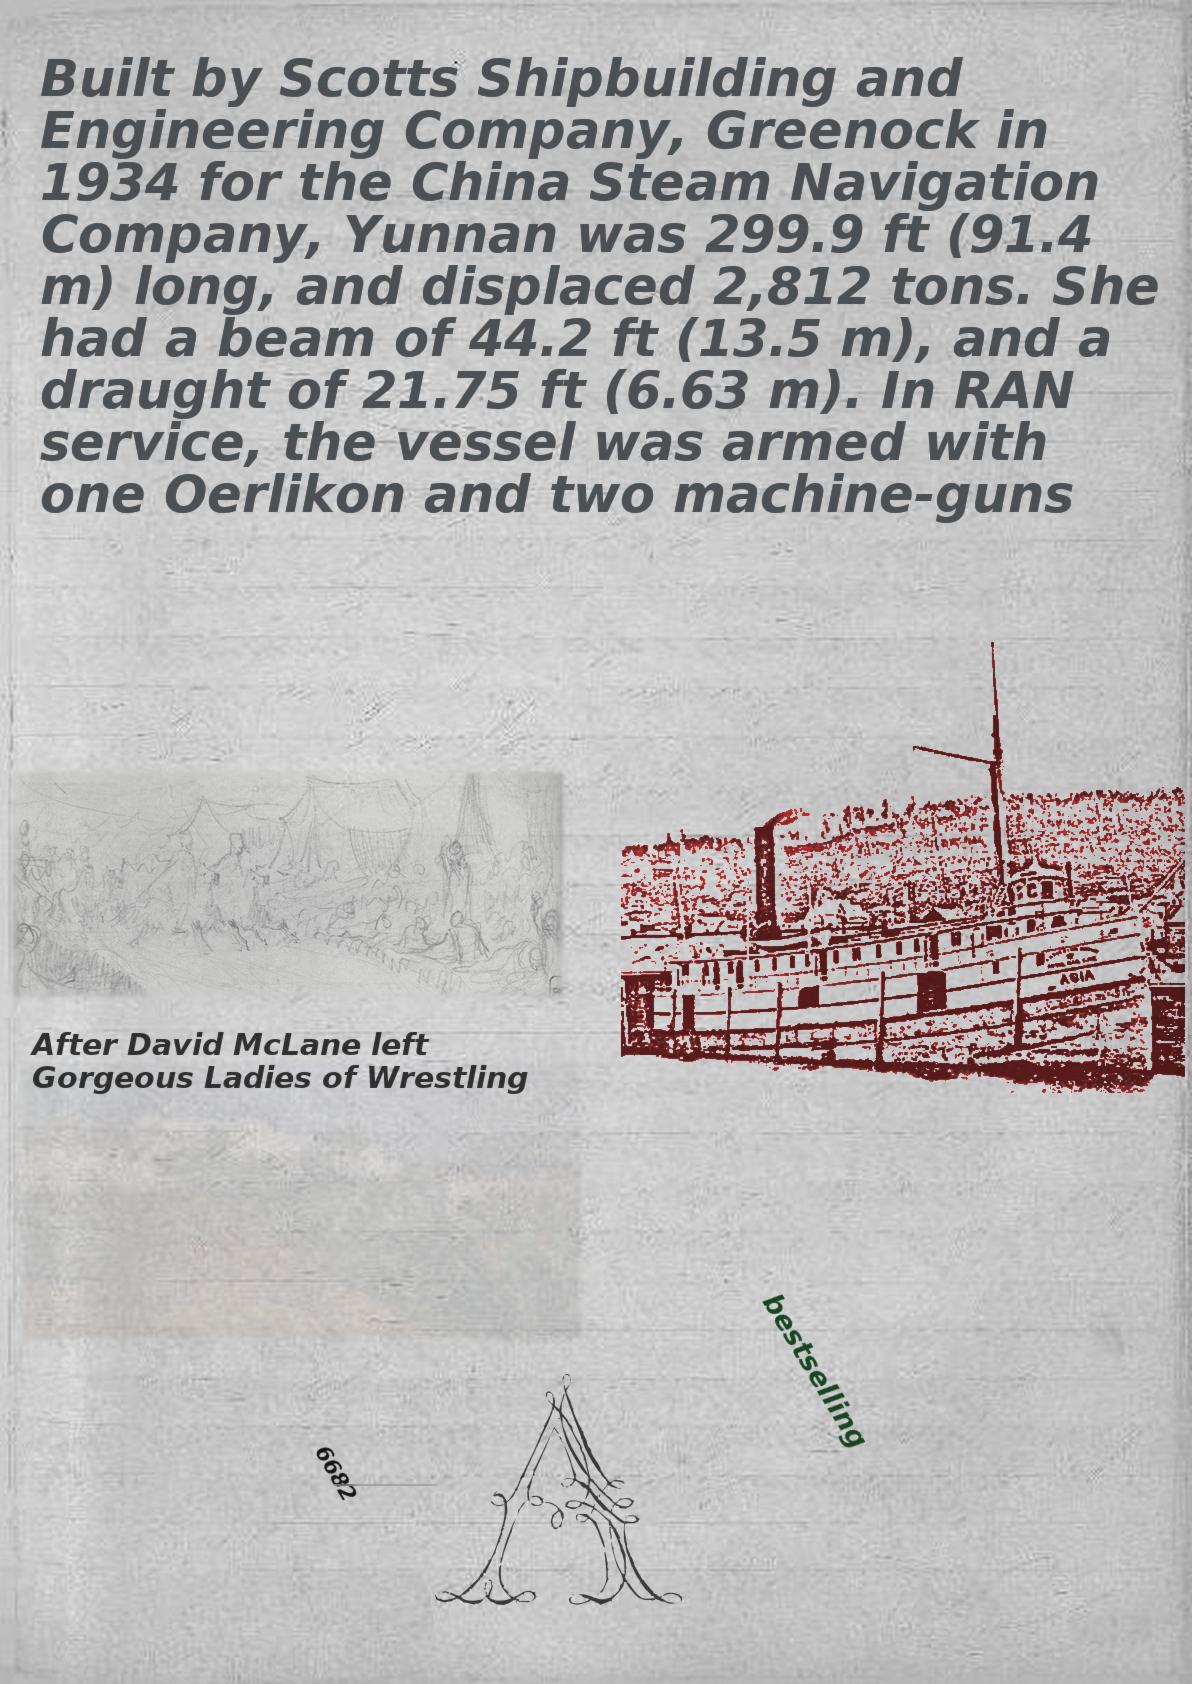 Built by Scotts Shipbuilding and
Engineering Company, Greenock in
1934 for the China Steam Navigation
Company, Yunnan was 299.9 ft (91.4
m) long, and displaced 2,812 tons. She
had a beam of 44.2 ft (13.5 m), and a
draught of 21.75 ft (6.63 m). In RAN
service, the vessel was armed with
one Oerlikon and two machine-guns
ASIA
After David McLane left
Gorgeous Ladies of Wrestling
bestselling
6682
A